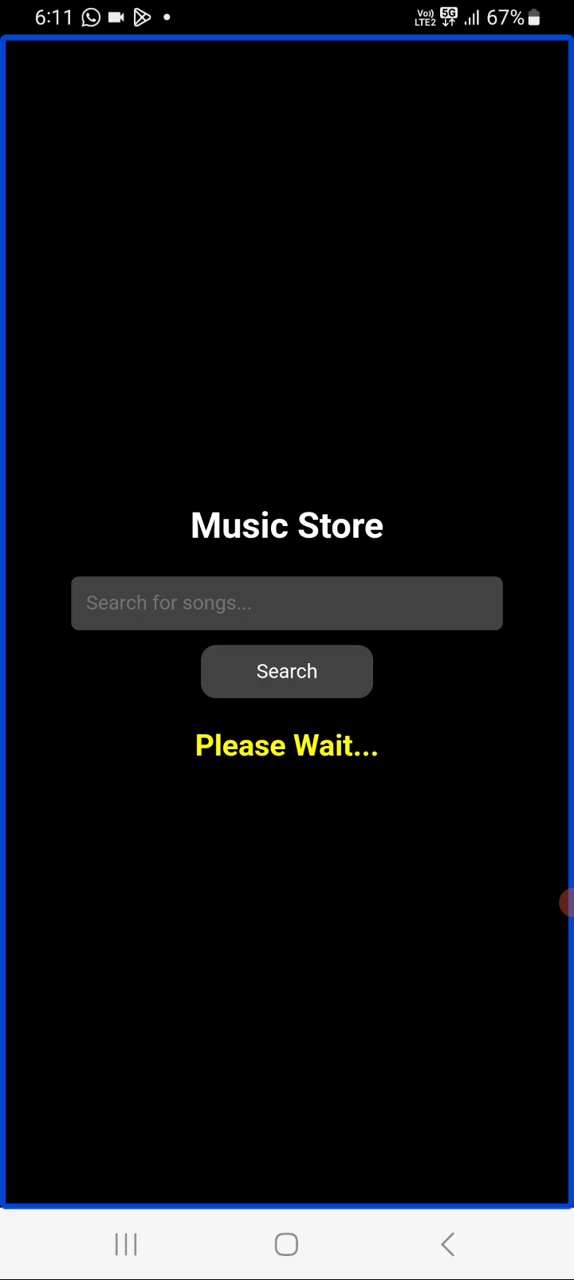 6:11 Vo)) LTE2 5G 67%
Music Store
Search for songs...
Search
Please Wait...